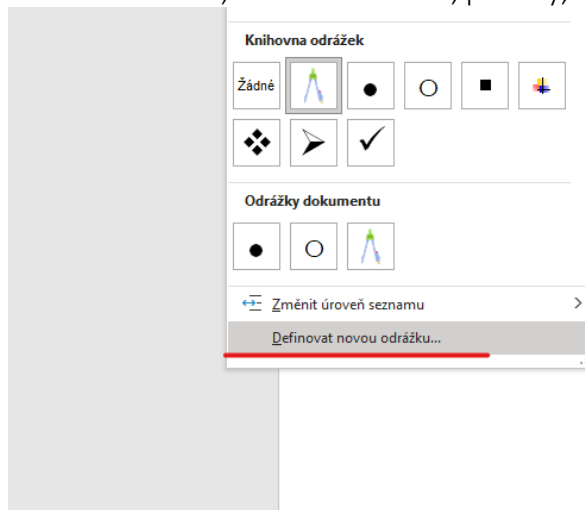 Knihovna odrážek
Žádné
Odrážky dokumentu
Změnit úroveň seznamu
Definovat novou odrážku...